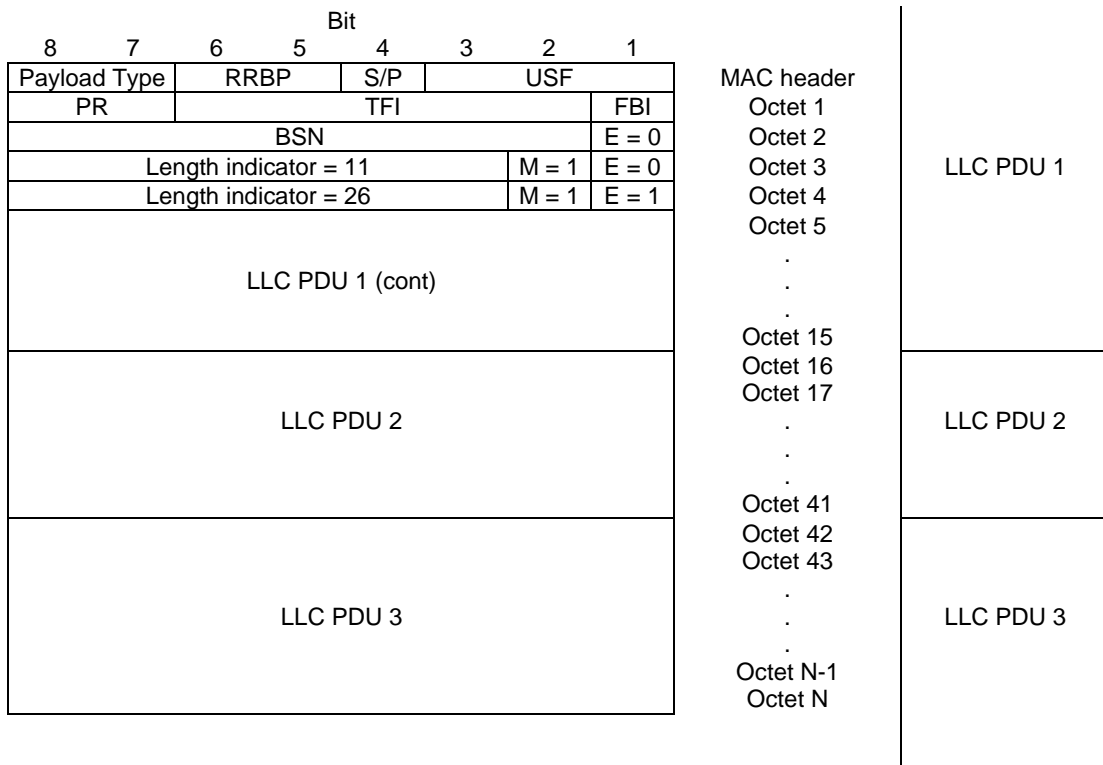 Bit
8 7 6 5 4 3 2 1
Payload Type RRBP S/P USF MAC header
PR TFI FBI Octet 1
BSN E = 0 Octet 2
Length indicator = 11 M = 1 E = 0 Octet 3 LLC PDU 1
Length indicator = 26 M = 1 E = 1 Octet 4
Octet 5
.
LLC PDU 1 (cont) .
.
Octet 15
Octet 16
Octet 17
LLC PDU 2 . LLC PDU 2
.
.
Octet 41
Octet 42
Octet 43
.
LLC PDU 3 . LLC PDU 3
.
Octet N-1
Octet N